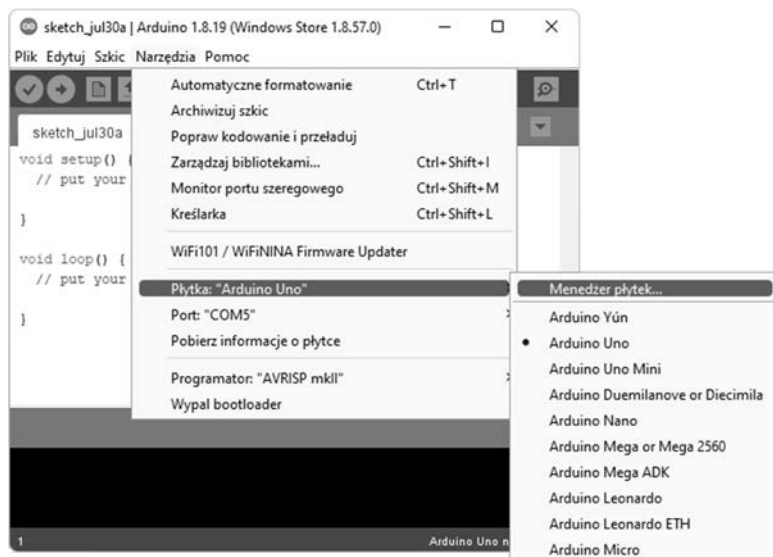 sketch_jul30a | Arduino 1.8.19 (Windows Store 1.8.57.0)
Plik Edytuj Szkic Narzędzia Pomoc
sketch_jul30a
void setup() {
// put your
}
void loop() {
// put your
}
Automatyczne formatowanie Ctrl+T
Archiwizuj szkic
Popraw kodowanie i przeładuj
Zarządzaj bibliotekami... Ctrl+Shift+I
Monitor portu szeregowego Ctrl+Shift+M
Kreślarka Ctrl+Shift+L
WiFi101 / WiFiNINA Firmware Updater
Płytka: "Arduino Uno"
Port: "COM5"
Pobierz informacje o płytce
Programator: "AVRISP mkII"
Wypal bootloader
Menedżer płytek...
Arduino Yún
Arduino Uno
Arduino Uno Mini
Arduino Duemilanove or Diecimila
Arduino Nano
Arduino Mega or Mega 2560
Arduino Mega ADK
Arduino Leonardo
Arduino Leonardo ETH
Arduino Micro
1 Arduino Uno n